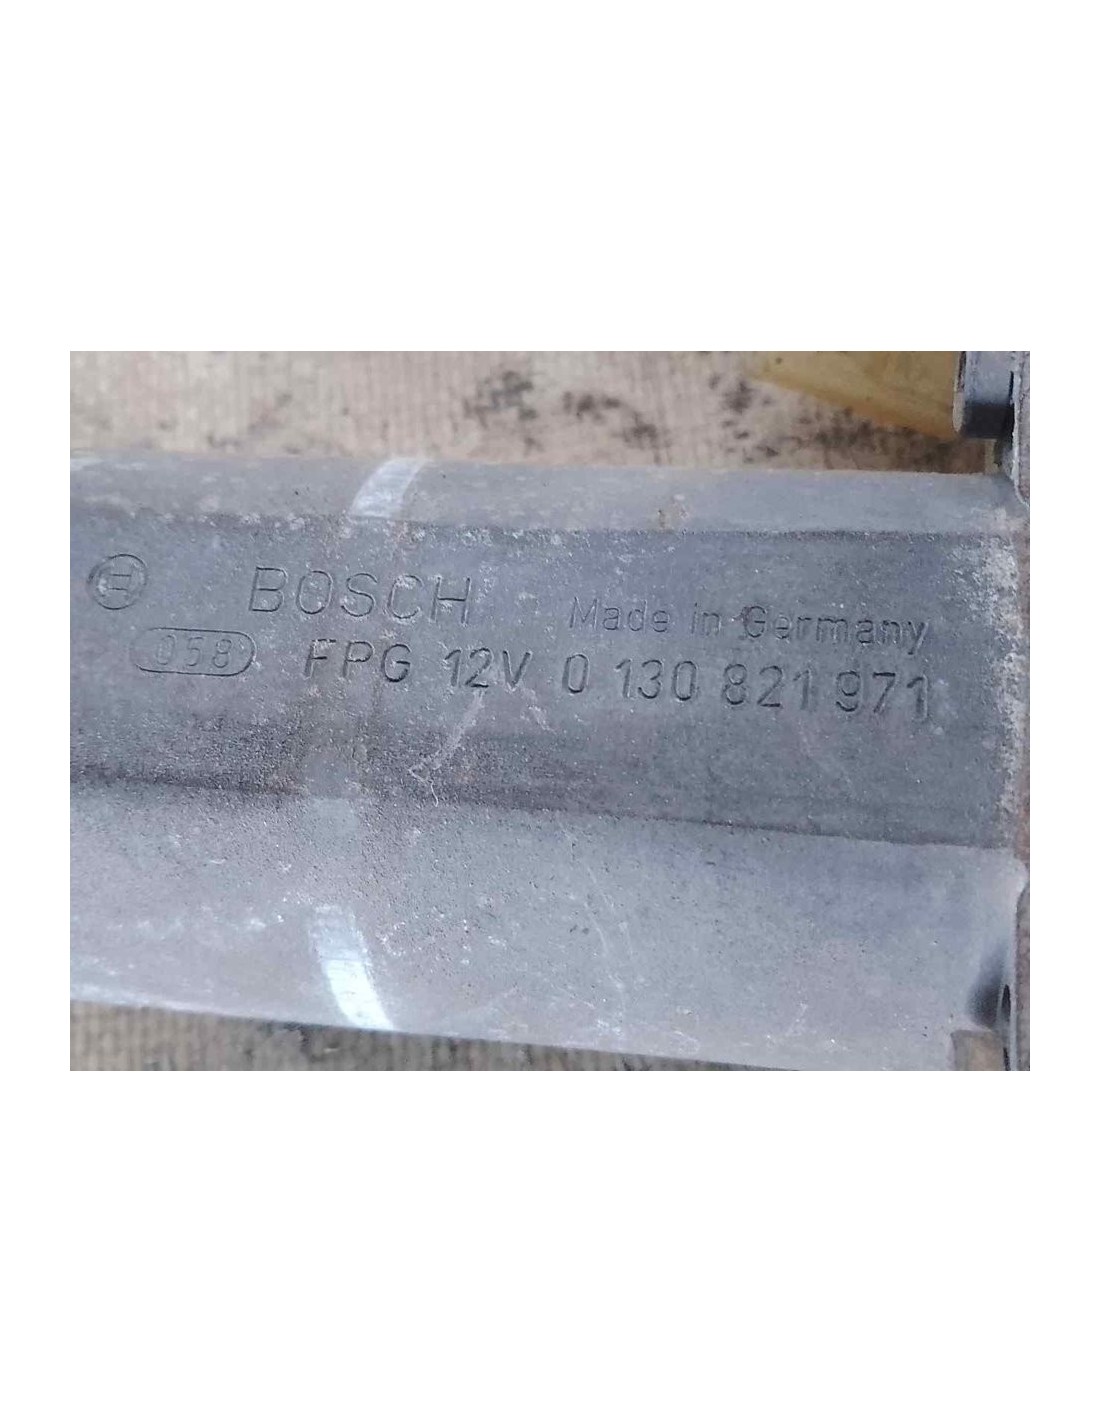 BOSCH Made in Germany
058 FPG 12V 0 130 821 971